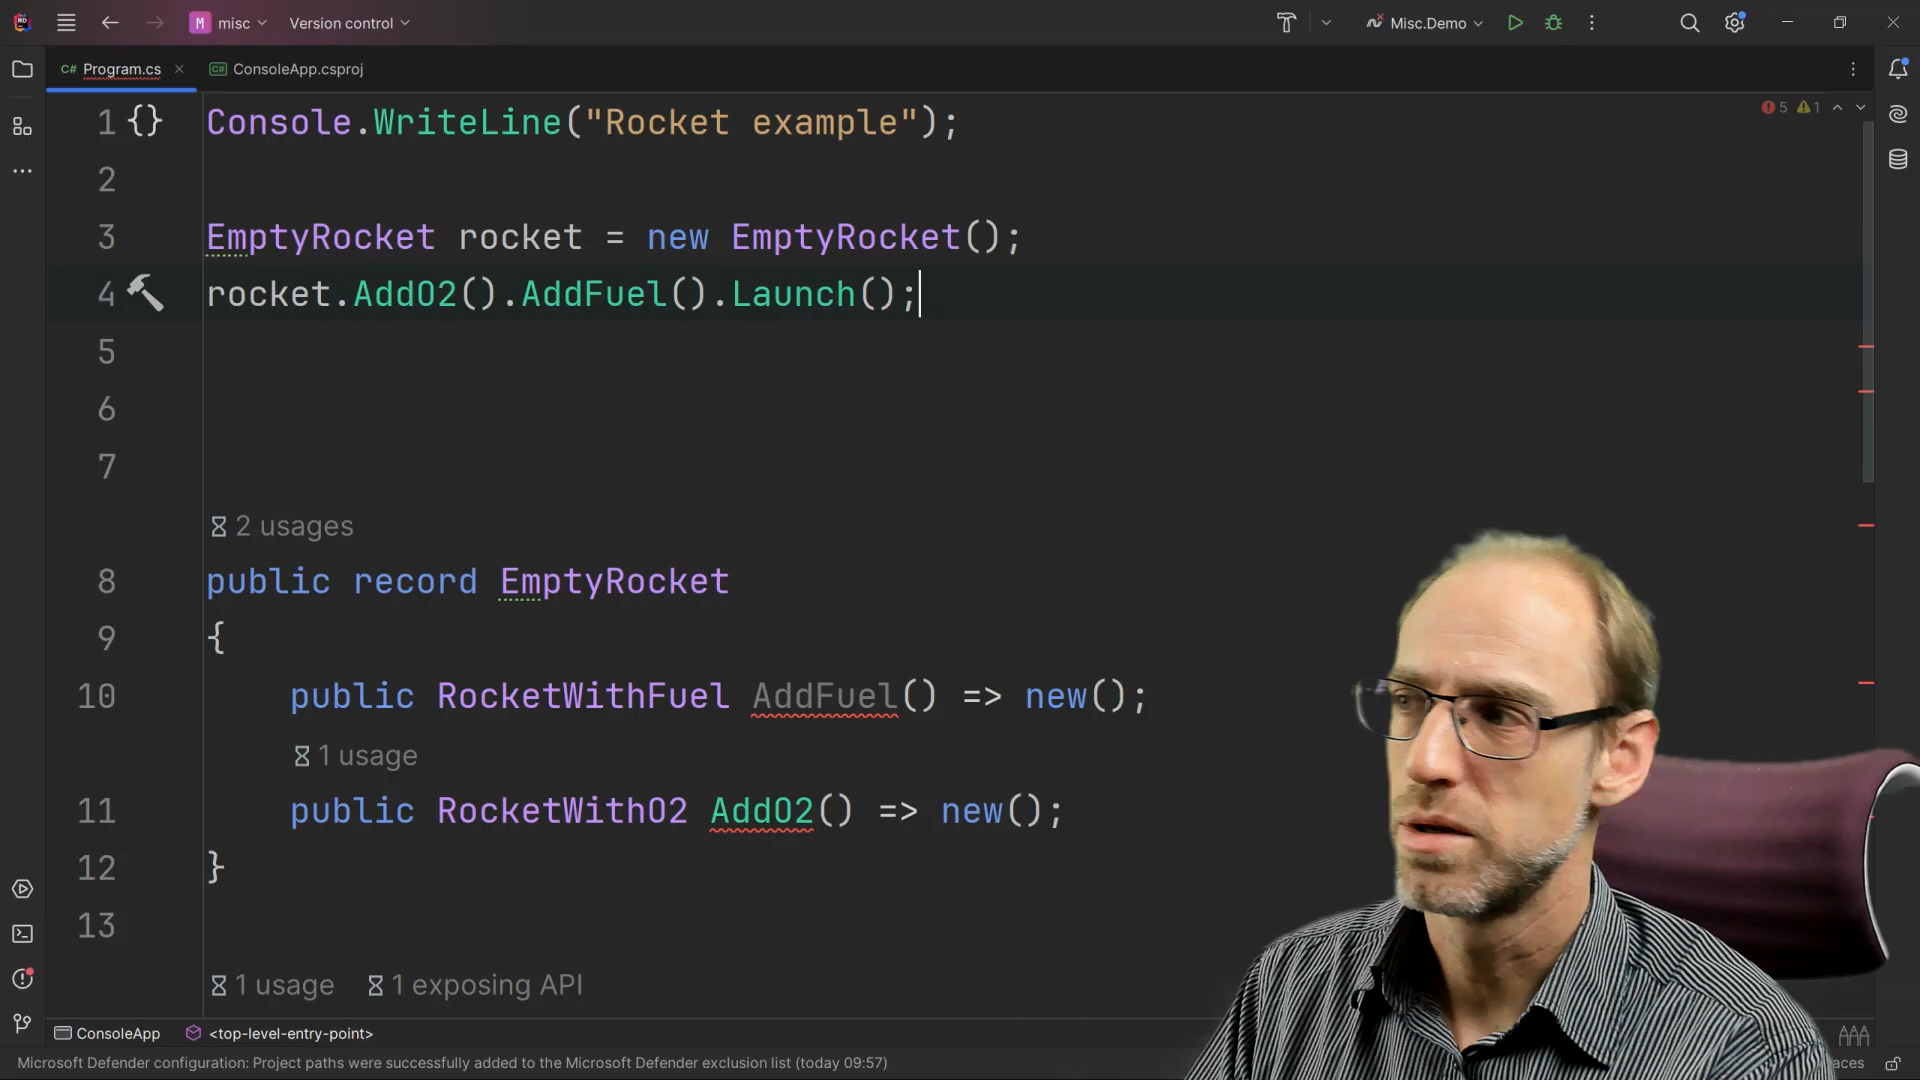 M misc Version control Misc.Demo
C# Program.cs C# ConsoleApp.csproj
5 1
1 {} Console.WriteLine("Rocket example");
2
3 EmptyRocket rocket = new EmptyRocket();
4 rocket.AddO2().AddFuel().Launch();
5
6
7
2 usages
8 public record EmptyRocket
9 {
10 public RocketWithFuel AddFuel() => new();
1 usage
11 public RocketWithO2 AddO2() => new();
12 }
13
1 usage 1 exposing API
ConsoleApp <top-level-entry-point>
Microsoft Defender configuration: Project paths were successfully added to the Microsoft Defender exclusion list (today 09:57)